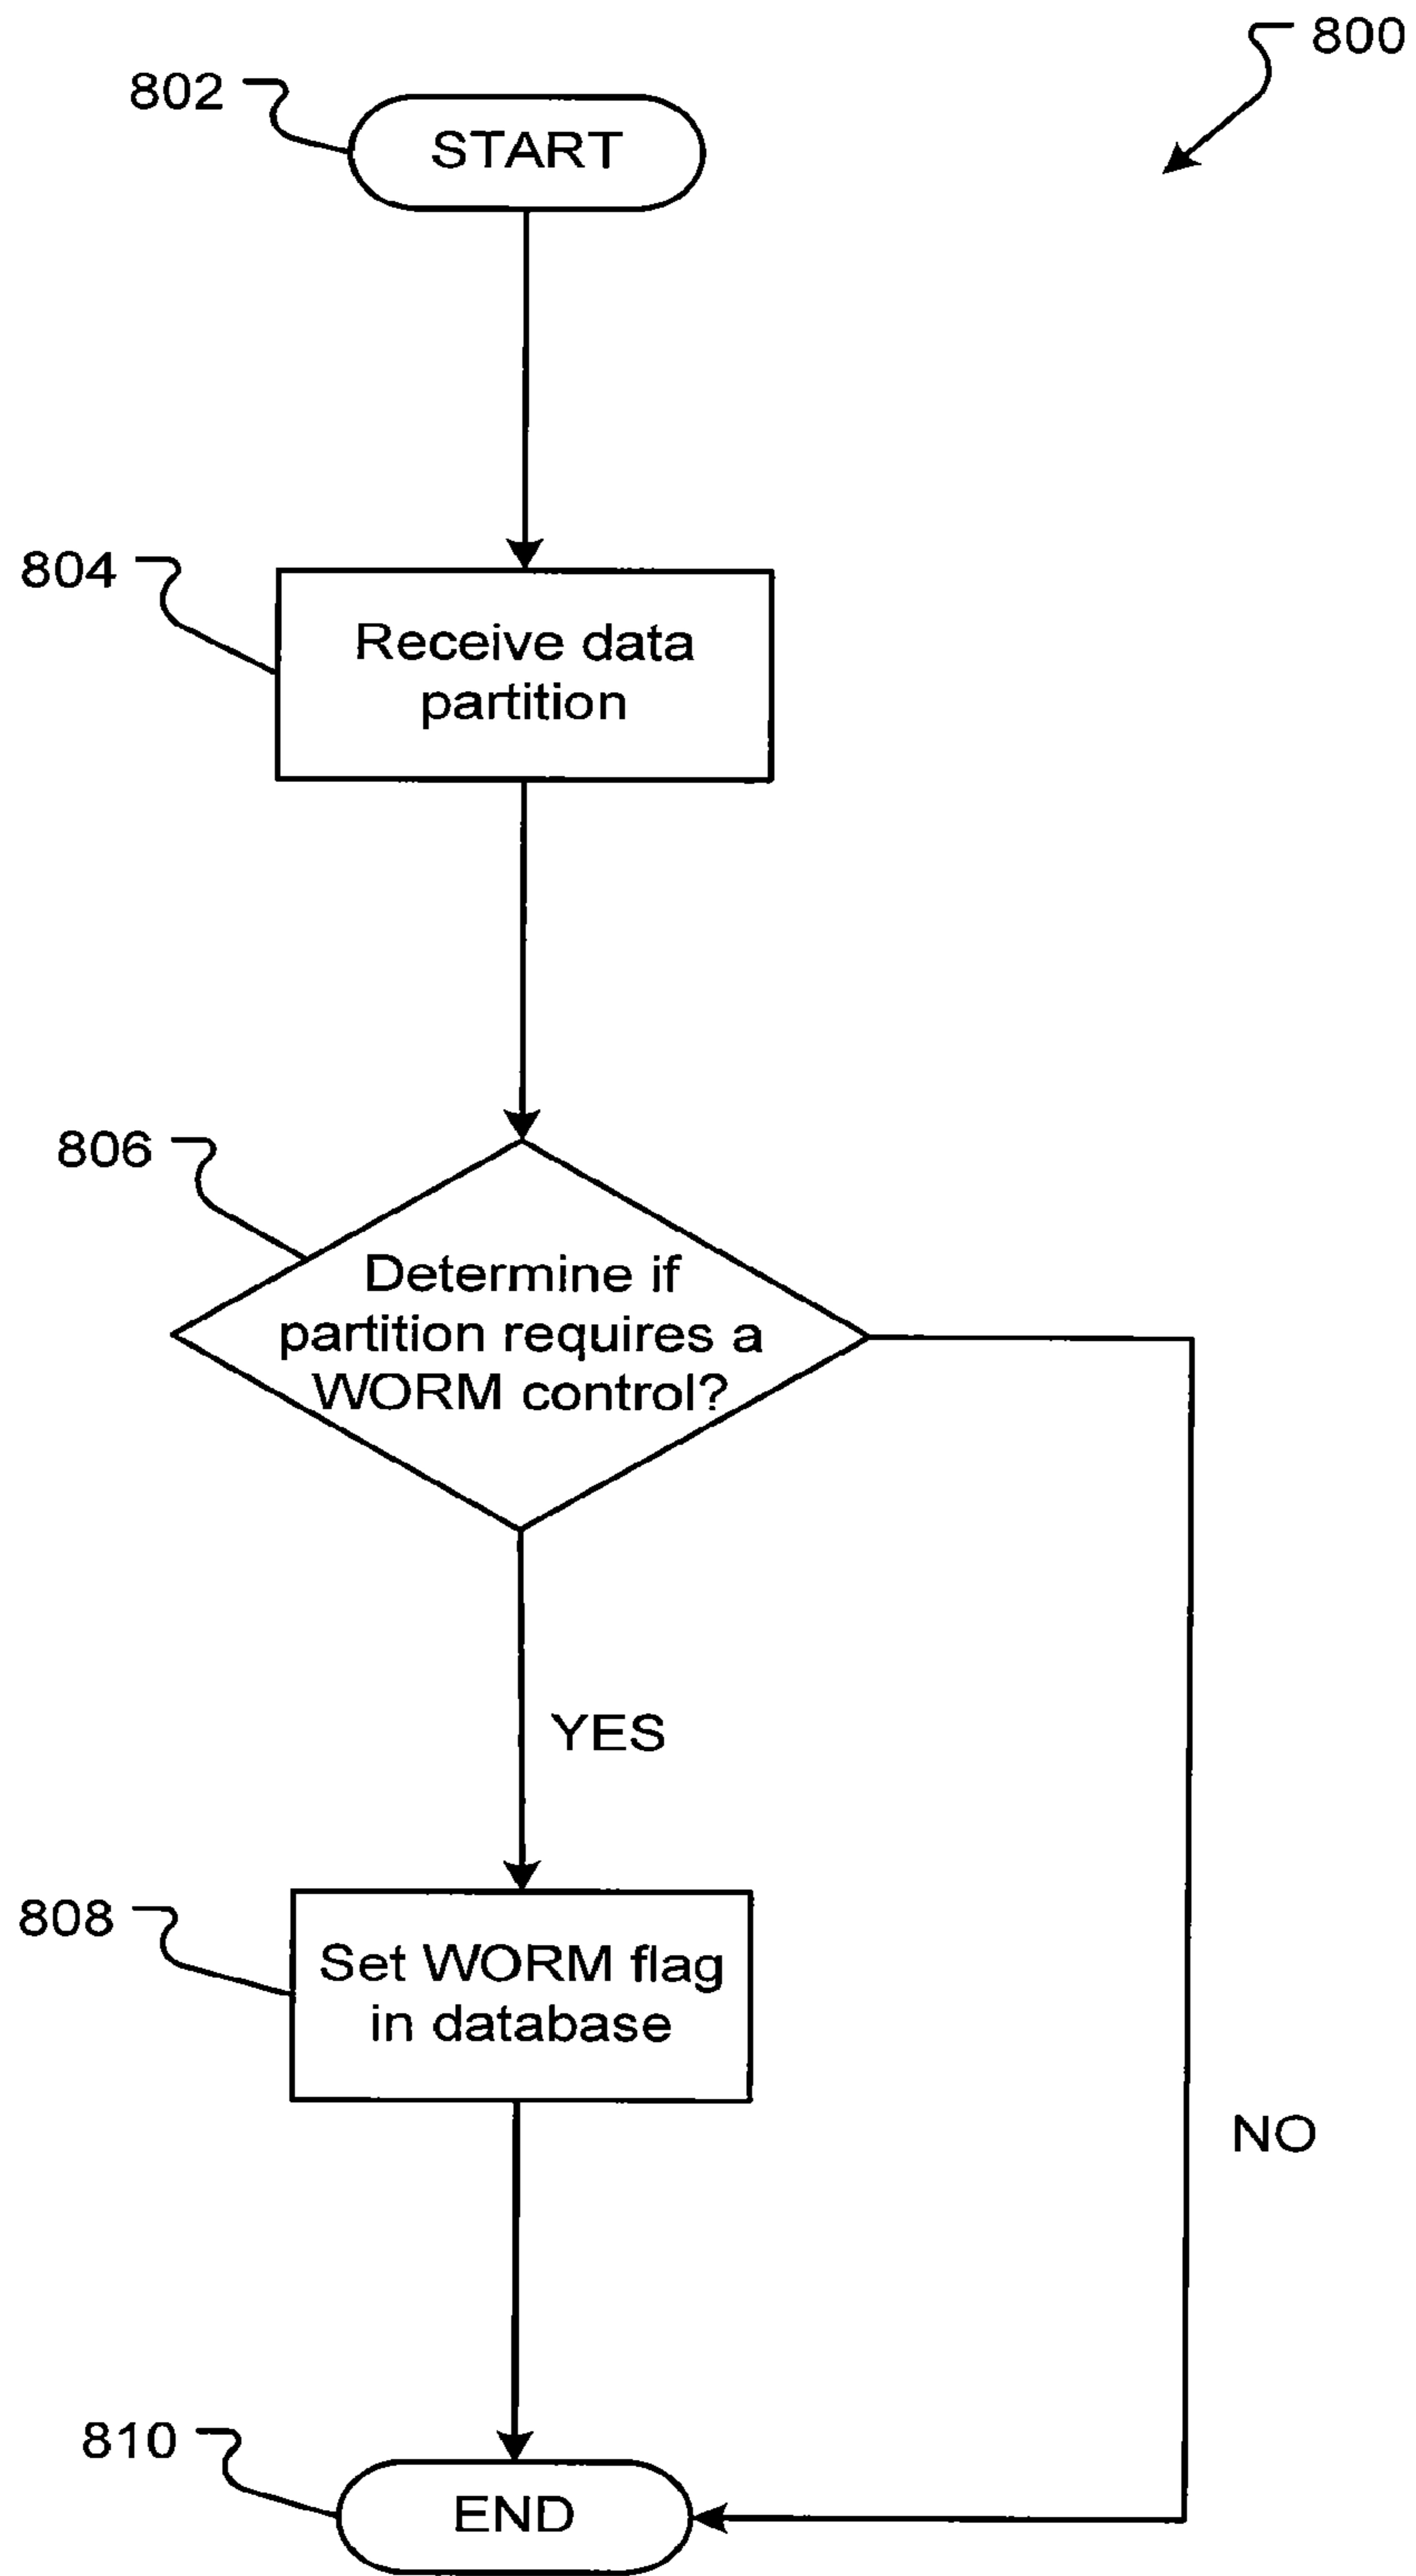 800
802
START
804
Receive data
partition
806
Determine if
partition requires a
WORM control?
YES
808
Set WORM flag
in database
NO
810
END